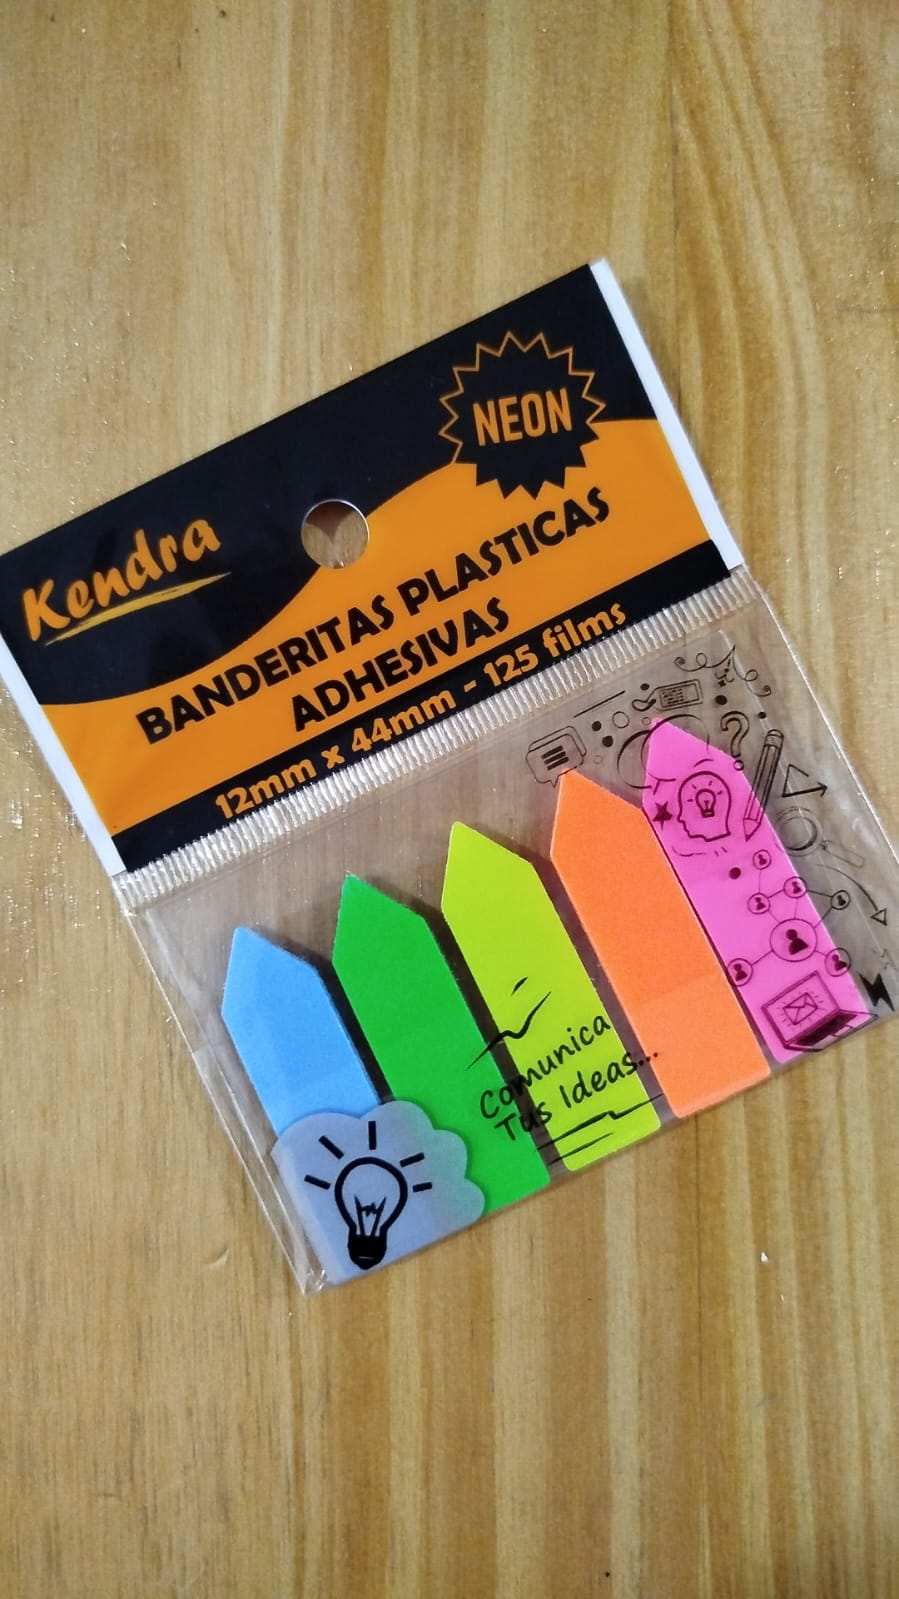 NEON
Kendra
BANDERITAS PLASTICAS
ADHESIVAS
12mm x 44mm - 125 films
Comunica
Tus Ideas...